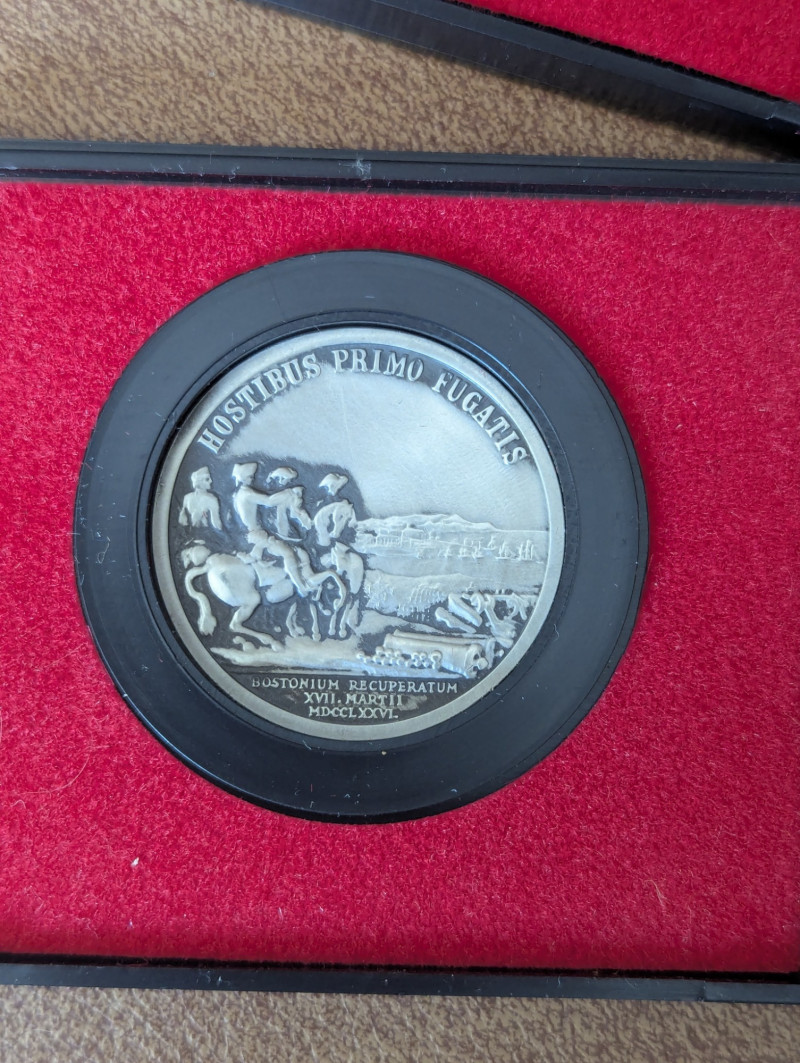 HOSTIBUS PRIMO FUGATIS
BOSTONIUM RECUPERATUM
XVII. MARTII
MDCCLXXVI.